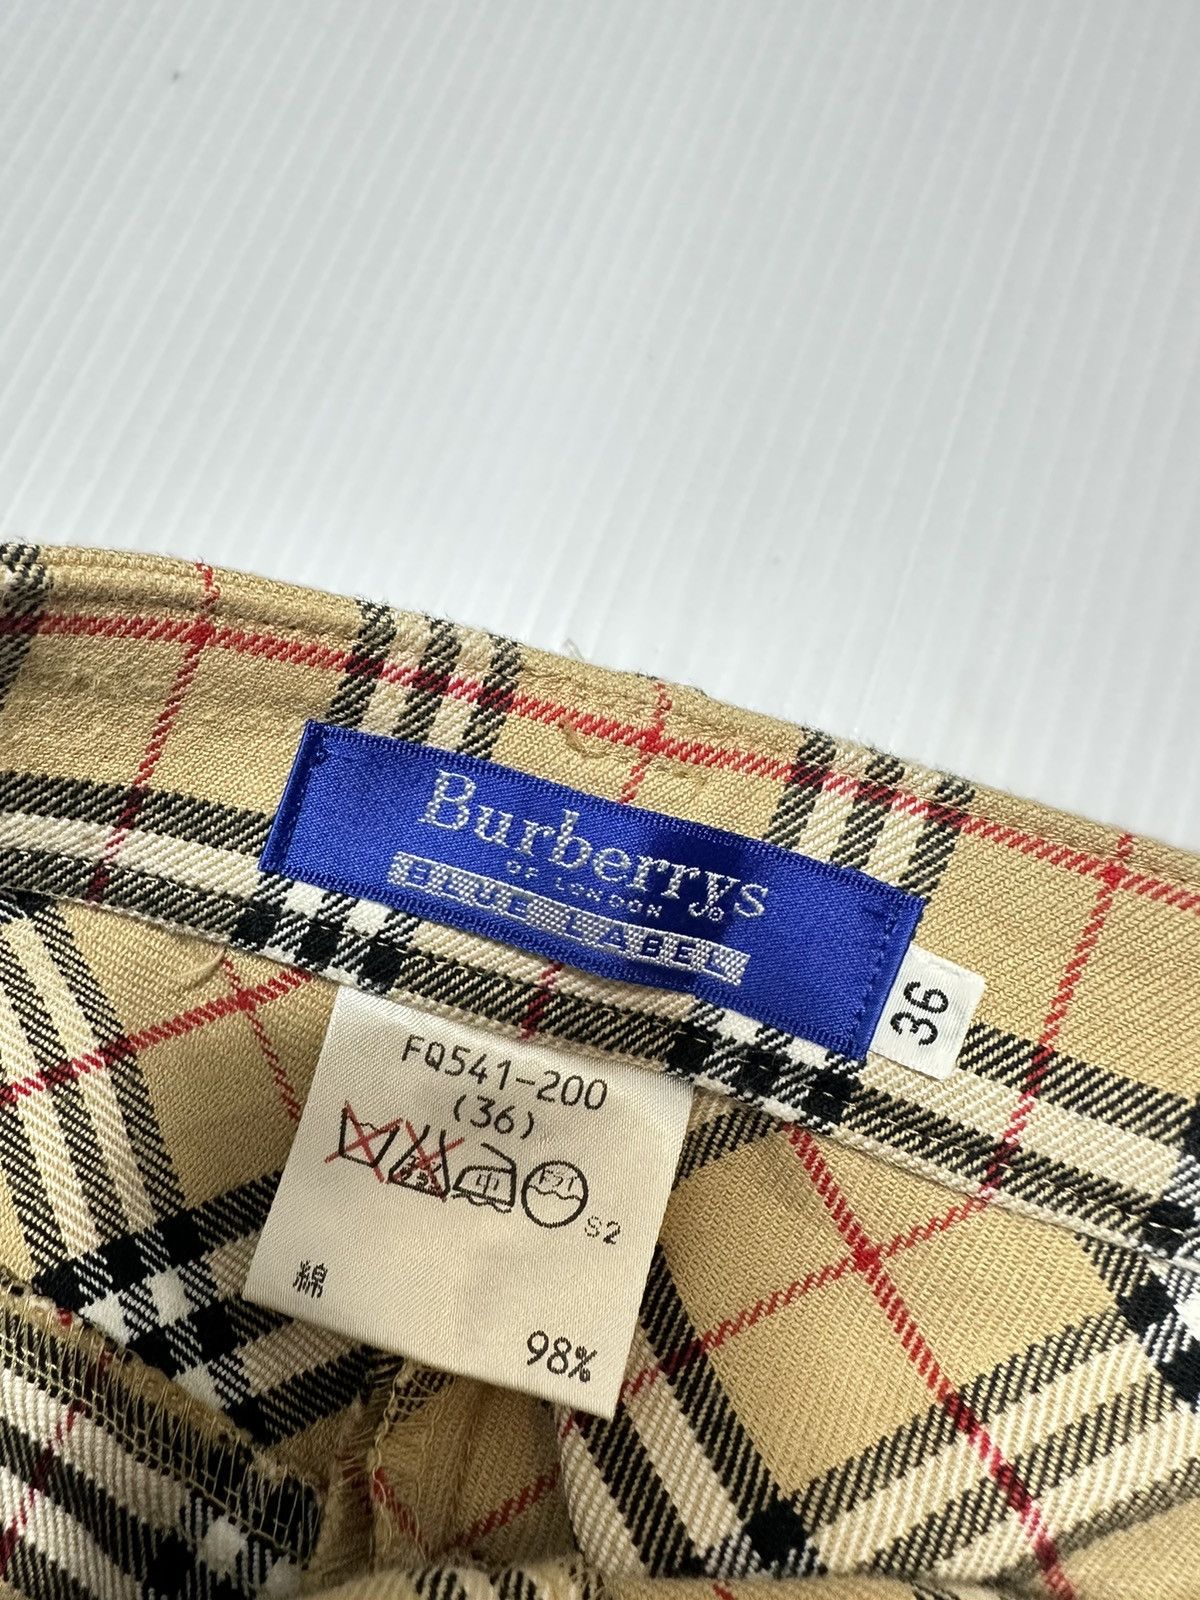 Burberrys
OF LONDON
BLUE LABEL
36
FQ541-200
(36)
S2
綿
98%